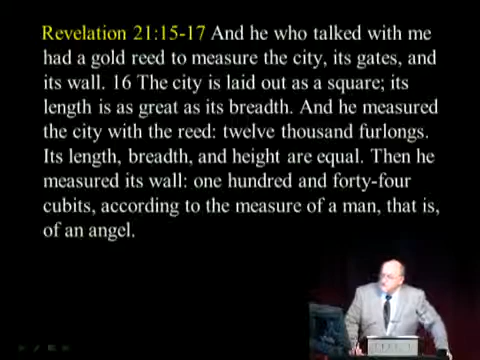 Revelation 21:15-17 And he who talked with me
had a gold reed to measure the city, its gates, and
its wall. 16 The city is laid out as a square; its
length is as great as its breadth. And he measured
the city with the reed: twelve thousand furlongs.
Its length, breadth, and height are equal. Then he
measured its wall: one hundred and forty-four
cubits, according to the measure of a man, that is,
of an angel.